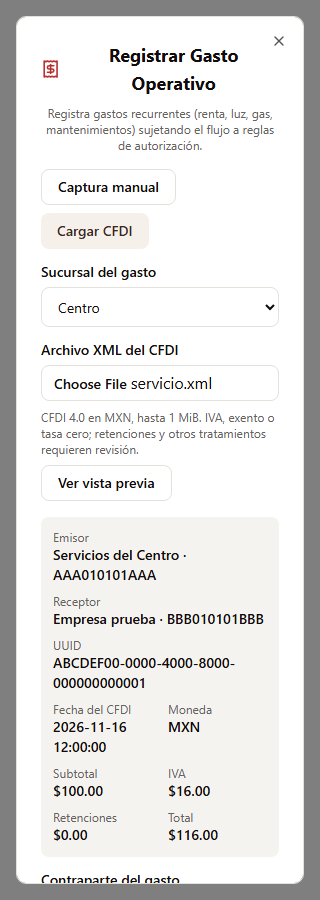 Registrar Gasto
Operativo
Registra gastos recurrentes (renta, luz, gas,
mantenimientos) sujetando el flujo a reglas
de autorización.
Captura manual
Cargar CFDI
Sucursal del gasto
Centro
Archivo XML del CFDI
Choose File servicio.xml
CFDI 4.0 en MXN, hasta 1 MiB. IVA, exento o
tasa cero; retenciones y otros tratamientos
requieren revisión.
Ver vista previa
Emisor
Servicios del Centro ·
AAA010101AAA
Receptor
Empresa prueba · BBB010101BBB
UUID
ABCDEF00-0000-4000-8000-
000000000001
Fecha del CFDI Moneda
2026-11-16 MXN
12:00:00
Subtotal IVA
$100.00 $16.00
Retenciones Total
$0.00 $116.00
Contraparte del gasto